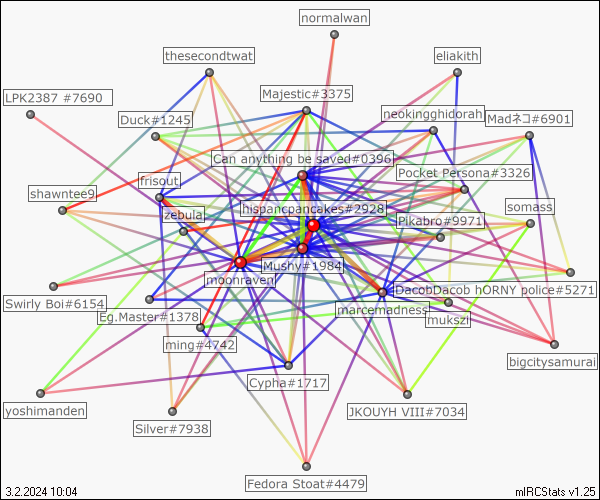 normalwan
thesecondtwat
eliakith
LPK2387 #7690
Majestic#3375
Duck#1245
neokingghidorah
Madネコ#6901
Can anything be saved#0396
Pocket Persona#3326
frisout
shawntee9
hispancpancakes#2928
zebula
Pikabro#9971
somass
Mushy#1984
moonraven
DacobDacob hORNY police#5271
Swirly Boi#6154
Eg.Master#1378
marcemadness
mukszi
ming#4742
bigcitysamurai
Cypha#1717
yoshimanden
JKOUYH VIII#7034
Silver#7938
Fedora Stoat#4479
3.2.2024 10:04
mIRCStats v1.25